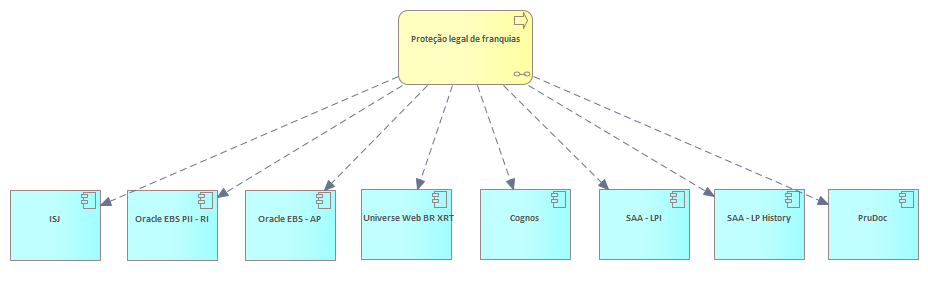 Proteção legal de franquias
ISJ
Oracle EBS PII - RI
Oracle EBS - AP
Universe Web BR XRT
Cognos
SAA - LPI
SAA - LP History
PruDoc